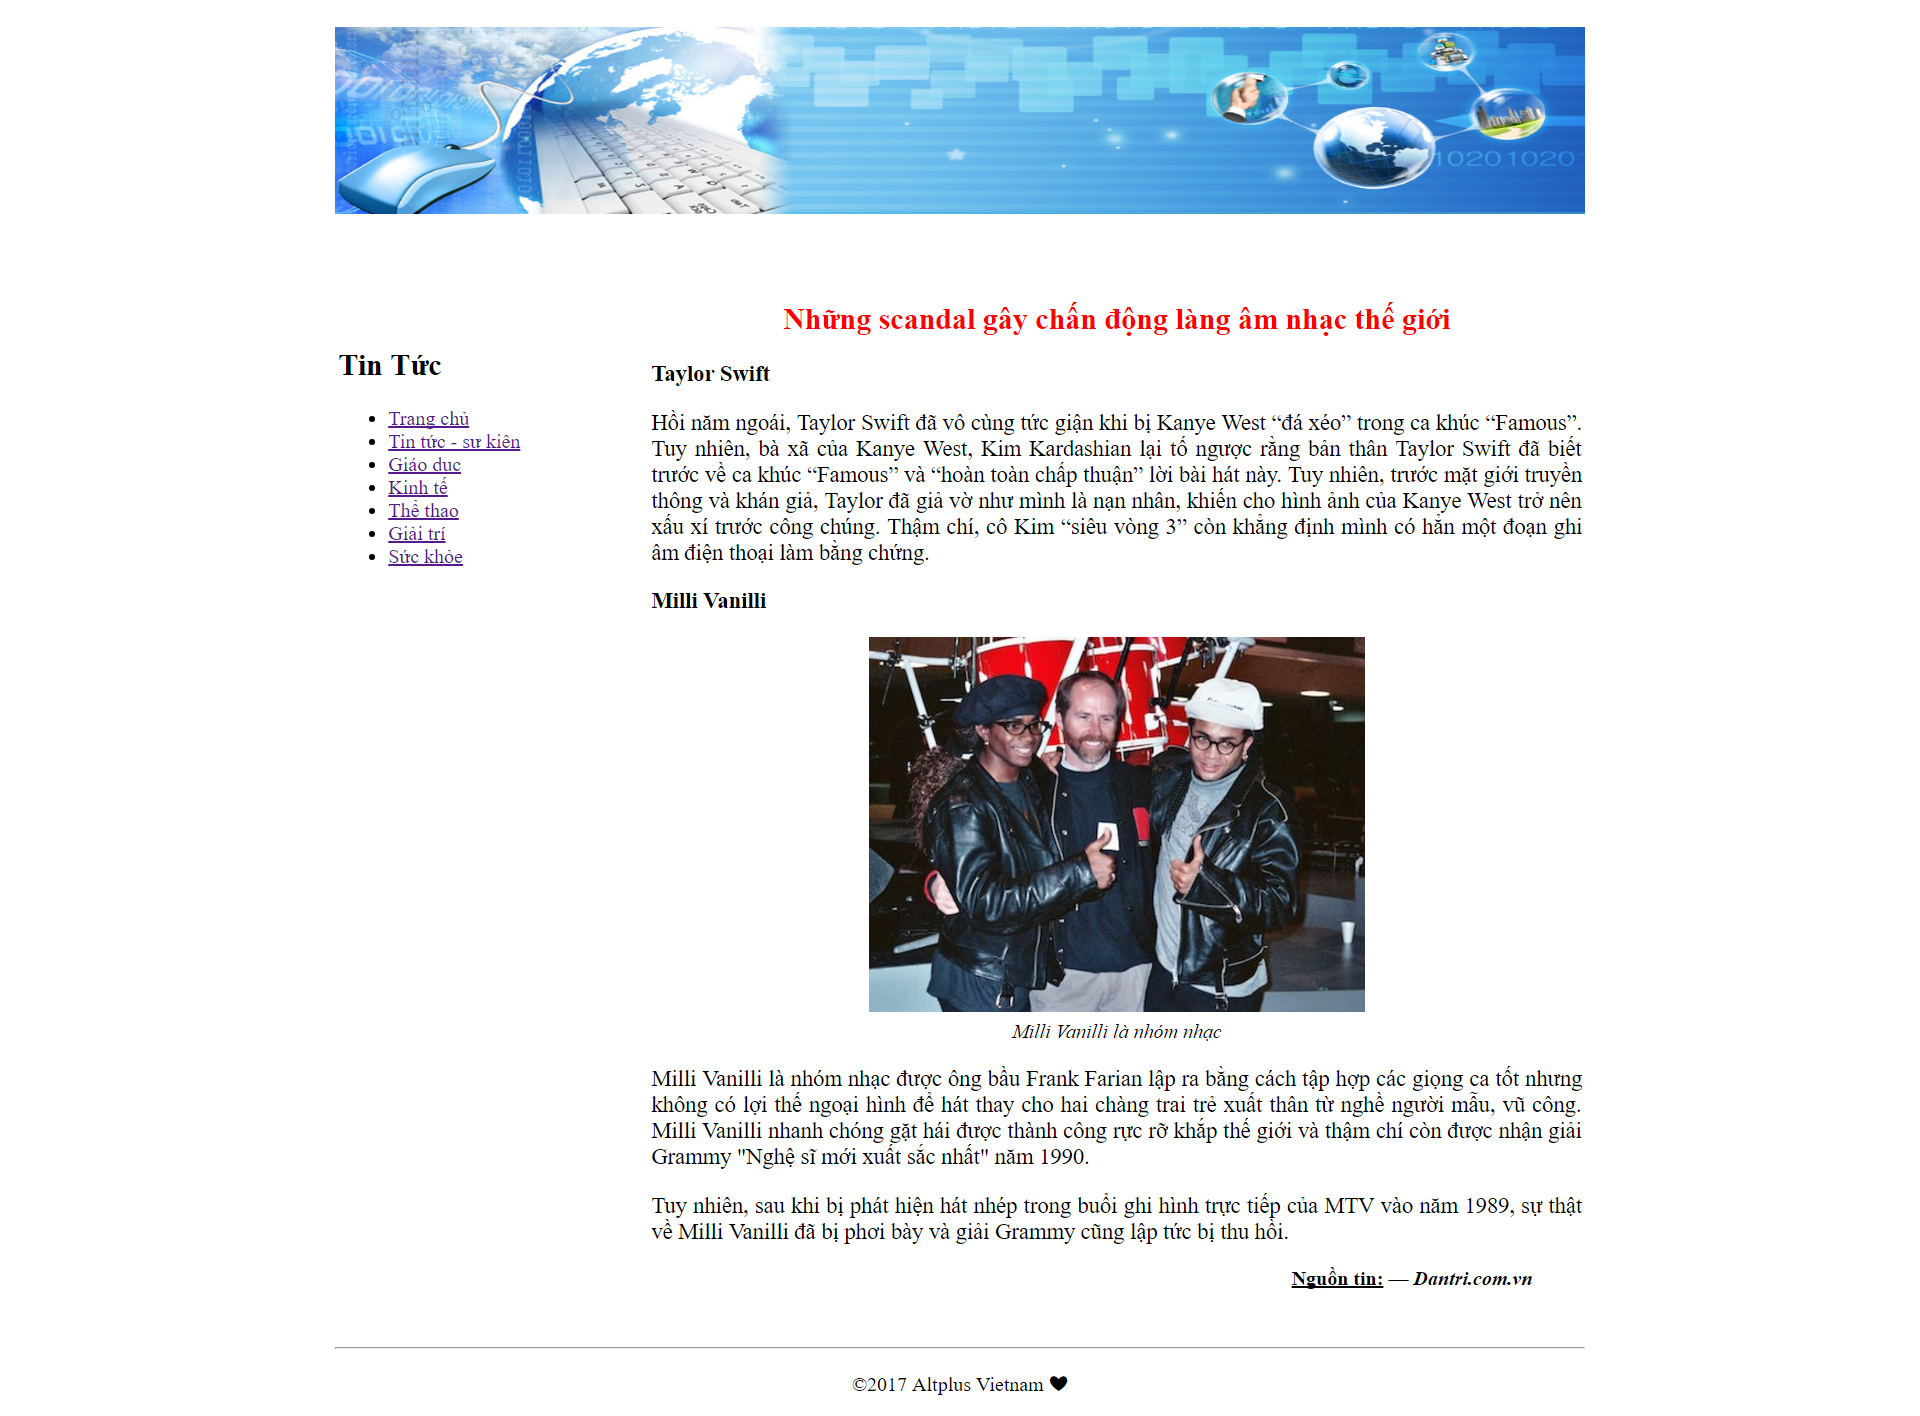 10201020
Tin Tức
Trang chủ
Tin tức - sự kiện
Giáo dục
Kinh tế
Thể thao
Giải trí
Sức khỏe
Những scandal gây chấn động làng âm nhạc thế giới
Taylor Swift
Hồi năm ngoái, Taylor Swift đã vô cùng tức giận khi bị Kanye West “đá xéo” trong ca khúc “Famous”.
Tuy nhiên, bà xã của Kanye West, Kim Kardashian lại tố ngược rằng bản thân Taylor Swift đã biết
trước về ca khúc “Famous” và “hoàn toàn chấp thuận” lời bài hát này. Tuy nhiên, trước mặt giới truyền
thông và khán giả, Taylor đã giả vờ như mình là nạn nhân, khiến cho hình ảnh của Kanye West trở nên
xấu xí trước công chúng. Thậm chí, cô Kim “siêu vòng 3” còn khẳng định mình có hẳn một đoạn ghi
âm điện thoại làm bằng chứng.
Milli Vanilli
Milli Vanilli là nhóm nhạc
Milli Vanilli là nhóm nhạc được ông bầu Frank Farian lập ra bằng cách tập hợp các giọng ca tốt nhưng
không có lợi thế ngoại hình để hát thay cho hai chàng trai trẻ xuất thân từ nghề người mẫu, vũ công.
Milli Vanilli nhanh chóng gặt hái được thành công rực rỡ khắp thế giới và thậm chí còn được nhận giải
Grammy "Nghệ sĩ mới xuất sắc nhất" năm 1990.
Tuy nhiên, sau khi bị phát hiện hát nhép trong buổi ghi hình trực tiếp của MTV vào năm 1989, sự thật
về Milli Vanilli đã bị phơi bày và giải Grammy cũng lập tức bị thu hồi.
Nguồn tin: — Dantri.com.vn
©2017 Altplus Vietnam ♥